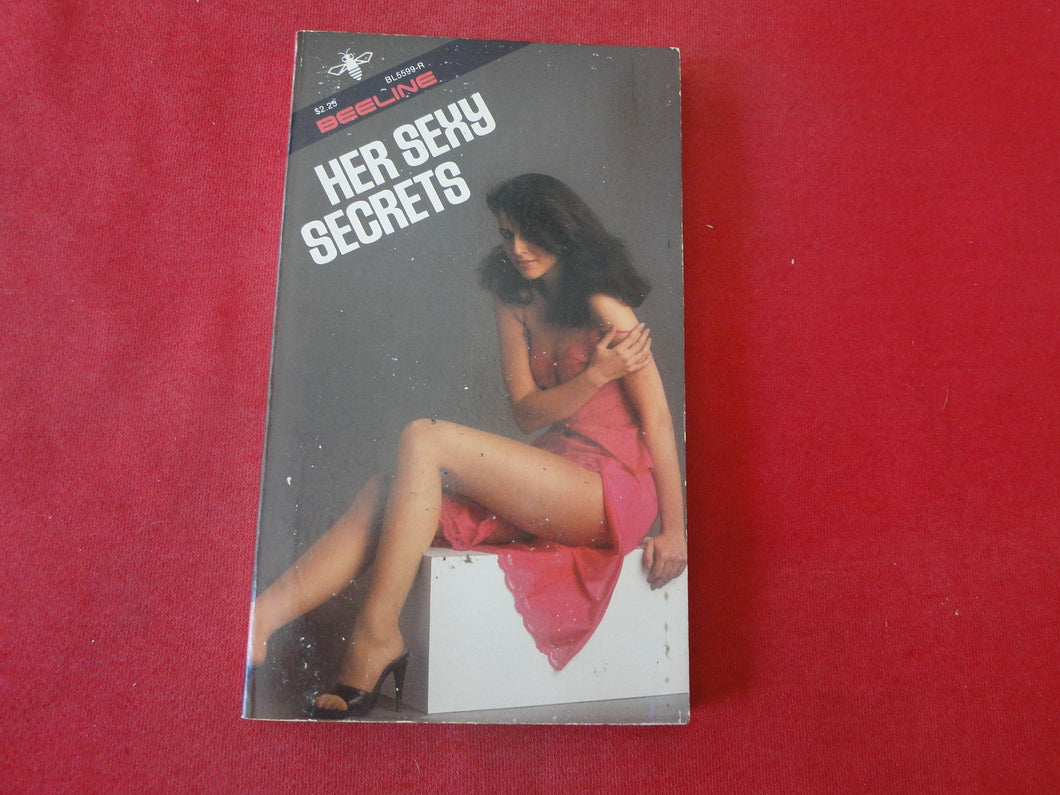 $2.25
BL5599-R
BEELINE
HER SEXY
SECRETS